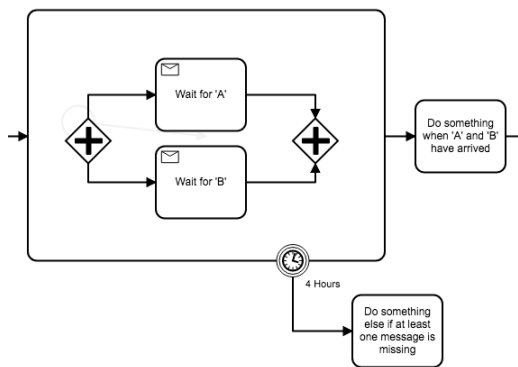 Wait for 'A'
Wait for 'B'
Do something
when 'A' and 'B'
have arrived
4 Hours
Do something
else if at least
one message is
missing